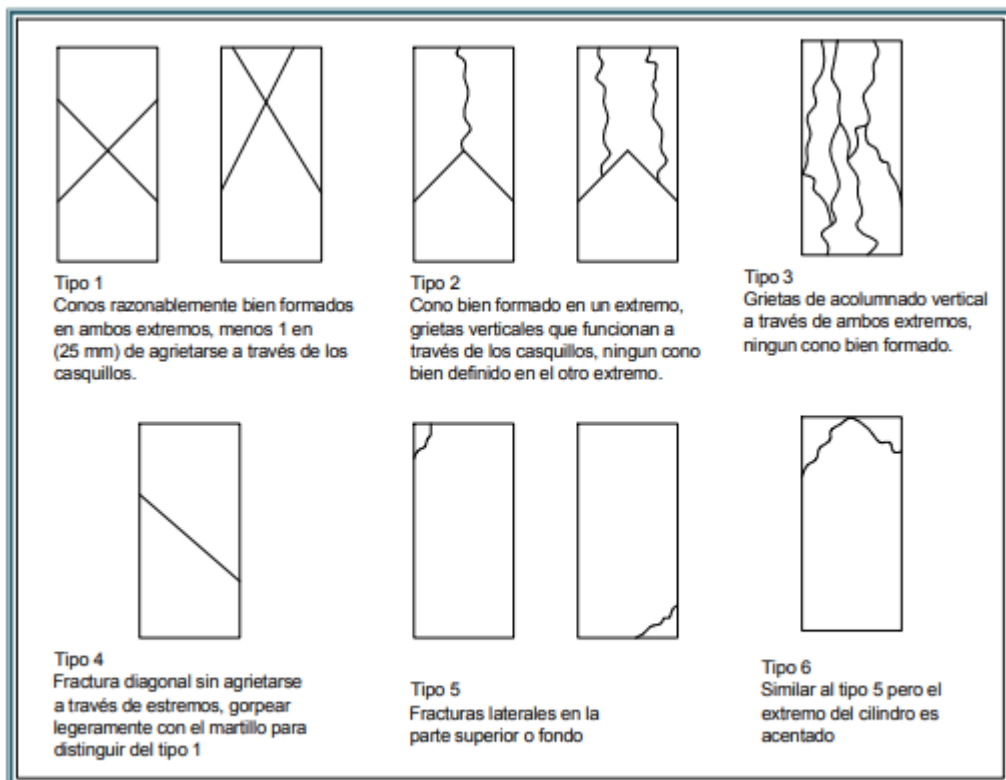 Tipo 1
Conos razonablemente bien formados
en ambos extremos, menos 1 en
(25 mm) de agrietarse a través de los
casquillos.
Tipo 2
Cono bien formado en un extremo,
grietas verticales que funcionan a
través de los casquillos, ningun cono
bien definido en el otro extremo.
Tipo 3
Grietas de acolumnado vertical
a través de ambos extremos,
ningun cono bien formado.
Tipo 4
Fractura diagonal sin agrietarse
a través de estremos, gorpear
legeramente con el martillo para
distinguir del tipo 1
Tipo 5
Fracturas laterales en la
parte superior o fondo
Tipo 6
Similar al tipo 5 pero el
extremo del cilindro es
acentado